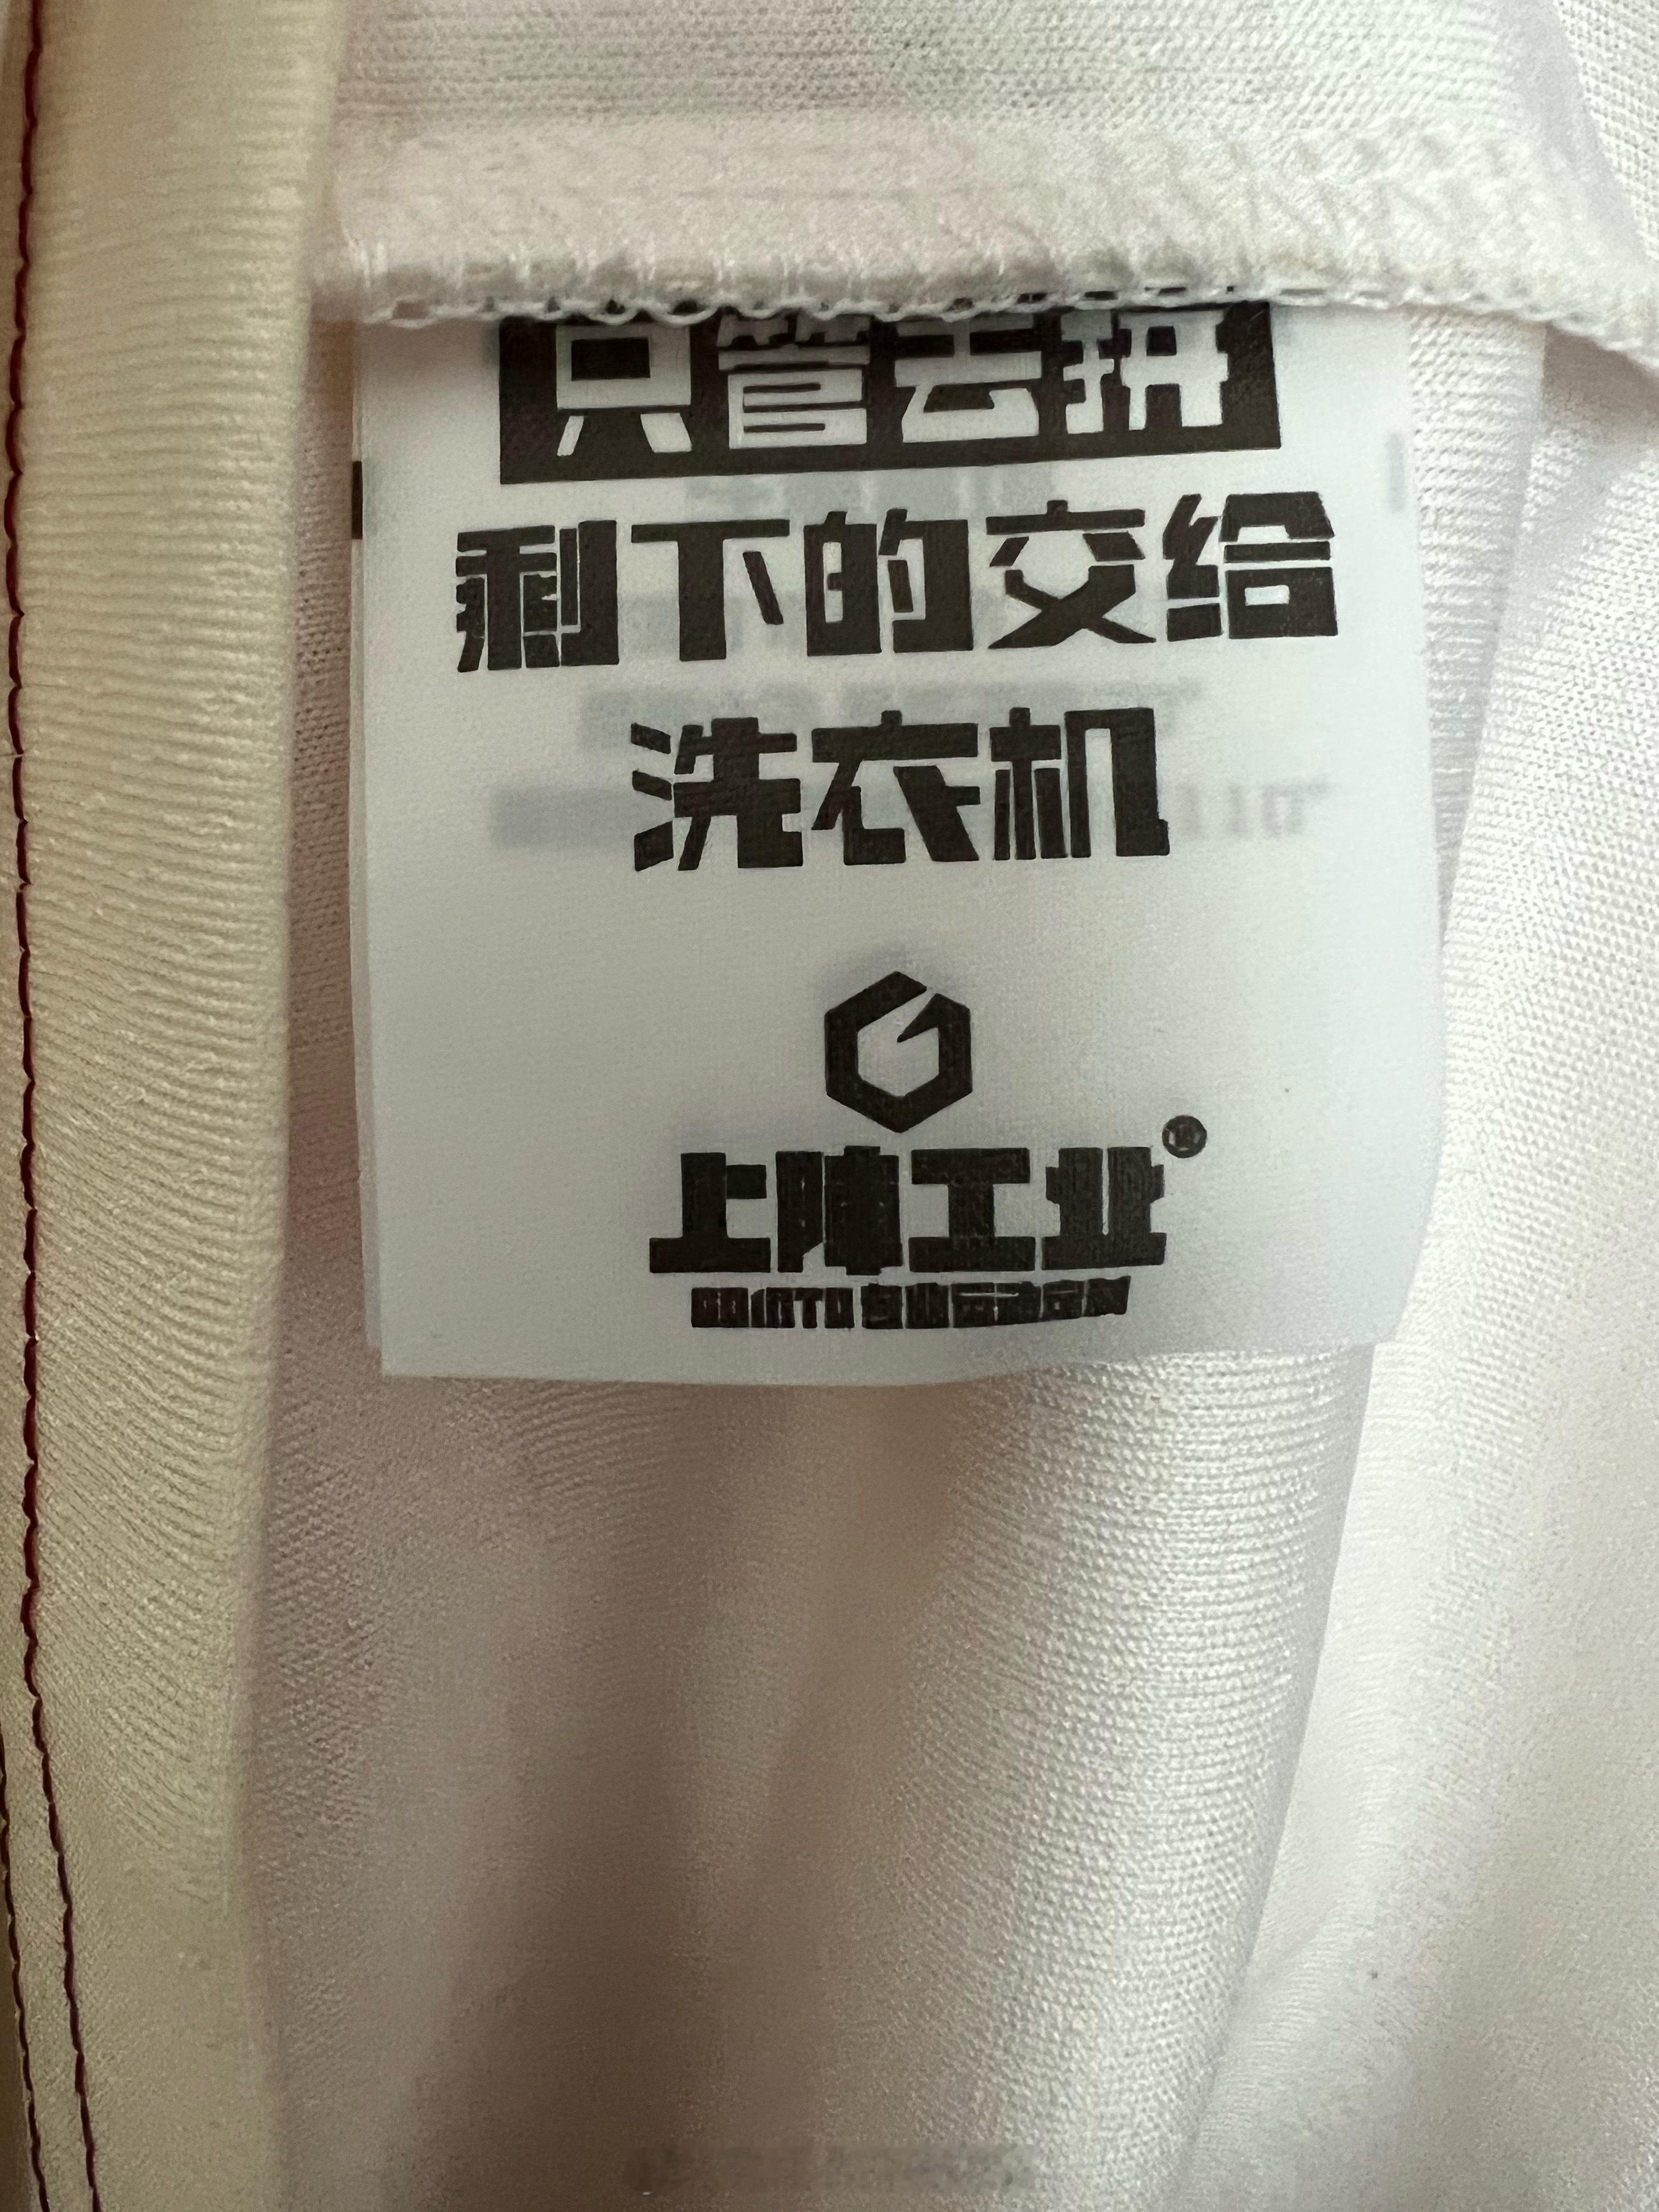 只管去拼
剩下的交给
洗衣机
上阵工业®